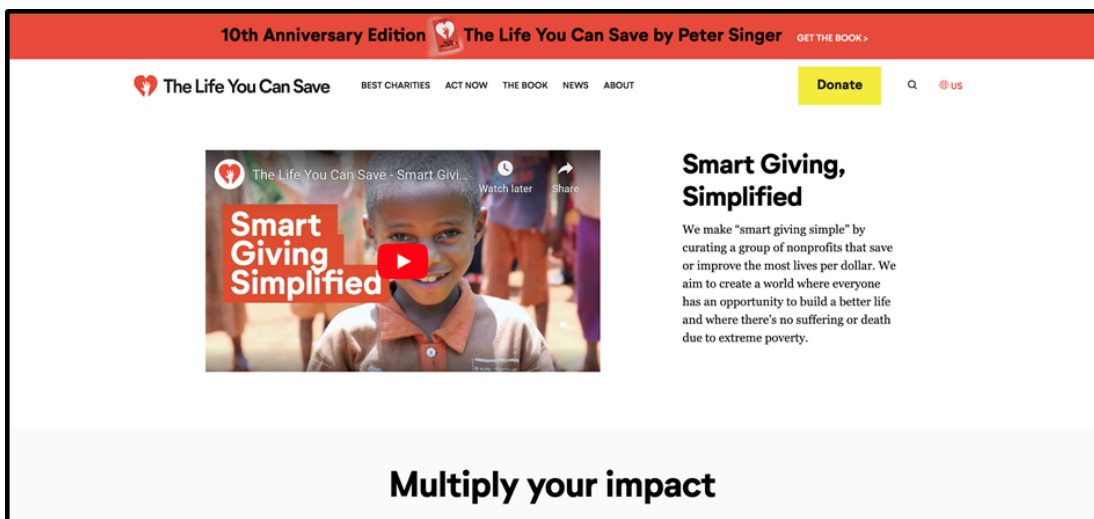 10th Anniversary Edition The Life You Can Save by Peter Singer GET THE BOOK >
The Life You Can Save BEST CHARITIES ACT NOW THE BOOK NEWS ABOUT Donate US
The Life You Can Save - Smart Givi...
Watch later Share
Smart
Giving
Simplified
Smart Giving,
Simplified
We make “smart giving simple” by
curating a group of nonprofits that save
or improve the most lives per dollar. We
aim to create a world where everyone
has an opportunity to build a better life
and where there’s no suffering or death
due to extreme poverty.
Multiply your impact